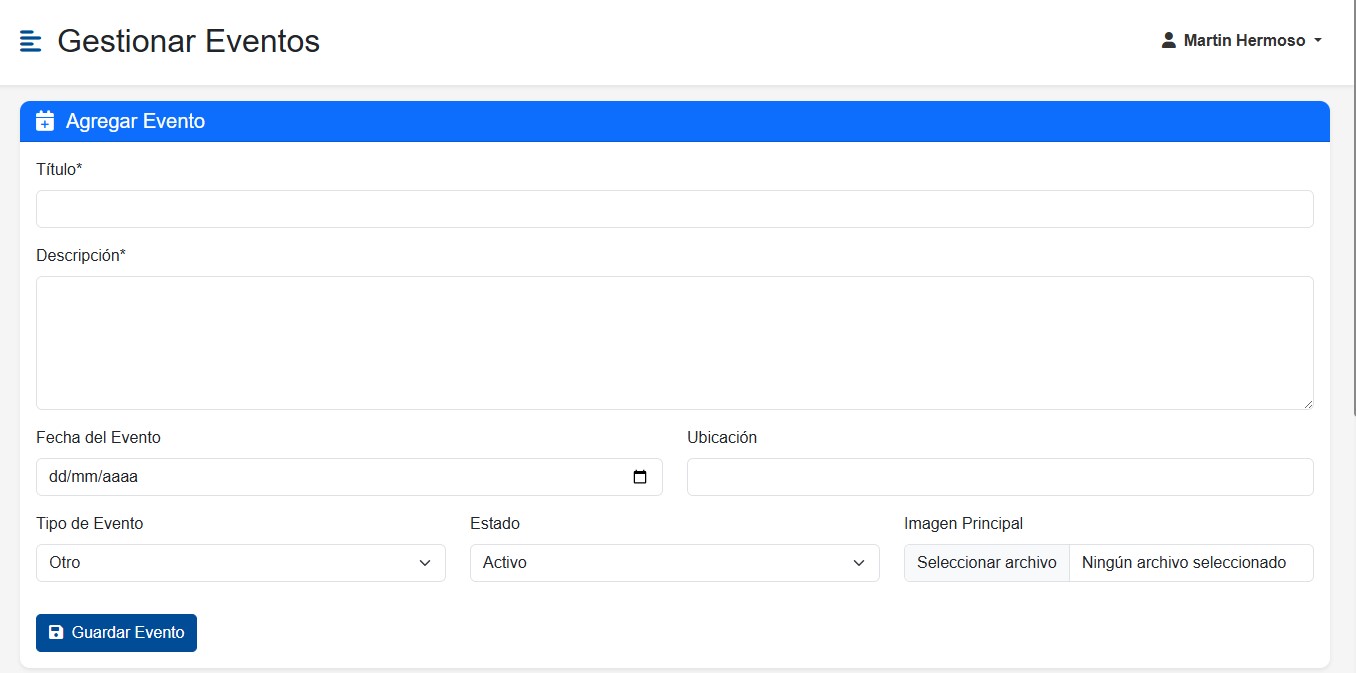 Gestionar Eventos
Martin Hermoso
Agregar Evento
Título*
Descripción*
Fecha del Evento
Ubicación
dd/mm/aaaa
Tipo de Evento
Estado
Imagen Principal
Otro
Activo
Seleccionar archivo
Ningún archivo seleccionado
Guardar Evento